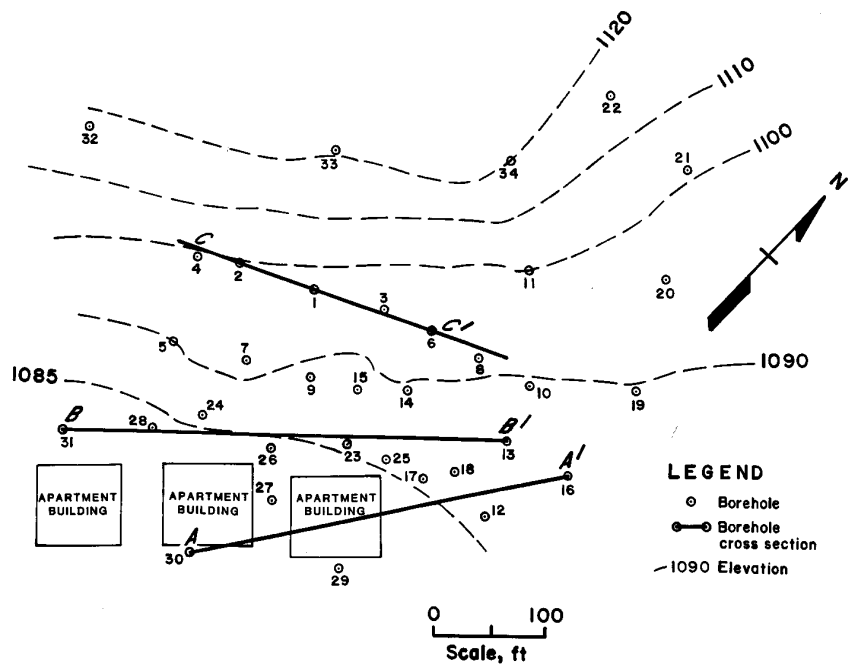 1120
1110
22
32
1100
33
34
21
N
C
4
2
11
20
1
3
C'
6
5
7
8
1090
1085
15
9
14
10
19
B
24
28
B'
31
23
13
26
25
A'
LEGEND
17
18
16
APARTMENT
BUILDING
APARTMENT
BUILDING
27
APARTMENT
BUILDING
12
Borehole
A
30
Borehole
cross section
29
1090 Elevation
0 100
Scale, ft